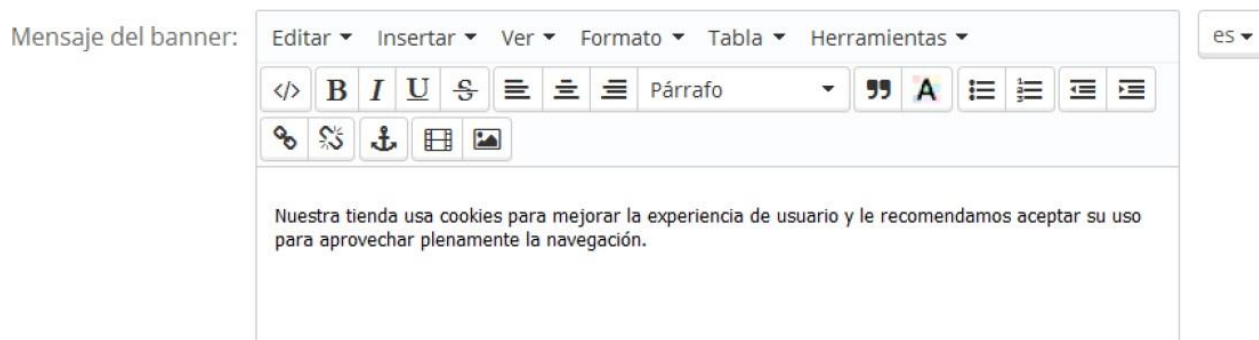 Mensaje del banner:
Editar Insertar Ver Formato Tabla Herramientas
es
</> B I U S Párrafo A
Nuestra tienda usa cookies para mejorar la experiencia de usuario y le recomendamos aceptar su uso
para aprovechar plenamente la navegación.